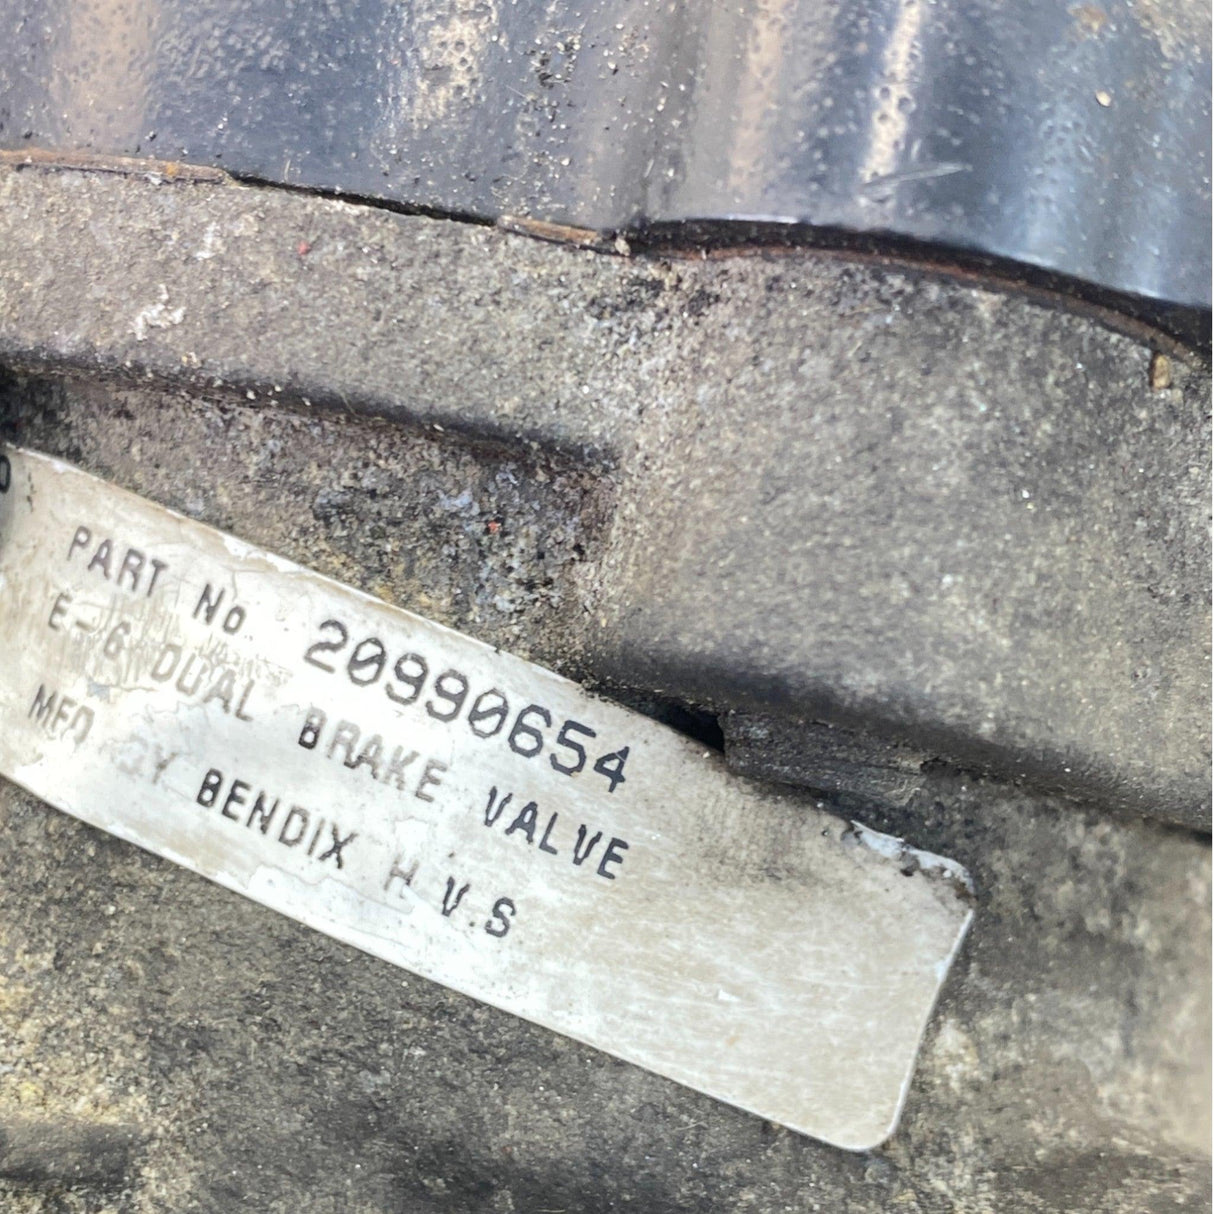 PART No 20990654
E-6 DUAL BRAKE VALVE
MFD BY BENDIX H.V.S